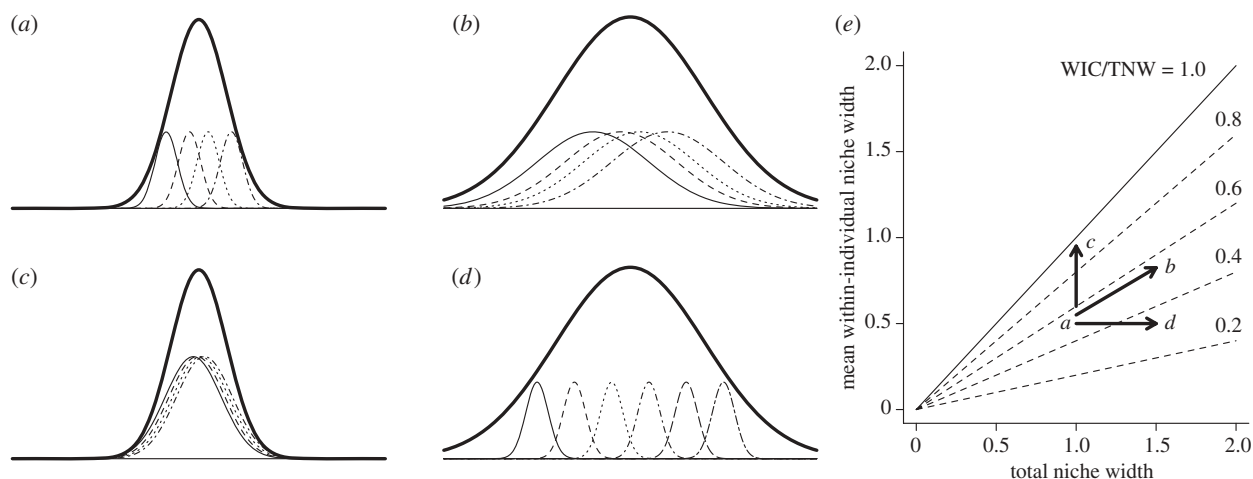 (a)
(b)
(c)
(d)
(e)
WIC/TNW = 1.0
0.8
0.6
0.4
0.2
c
b
a
d
mean within-individual niche width
2.0
1.5
1.0
0.5
0
0 0.5 1.0 1.5 2.0
total niche width